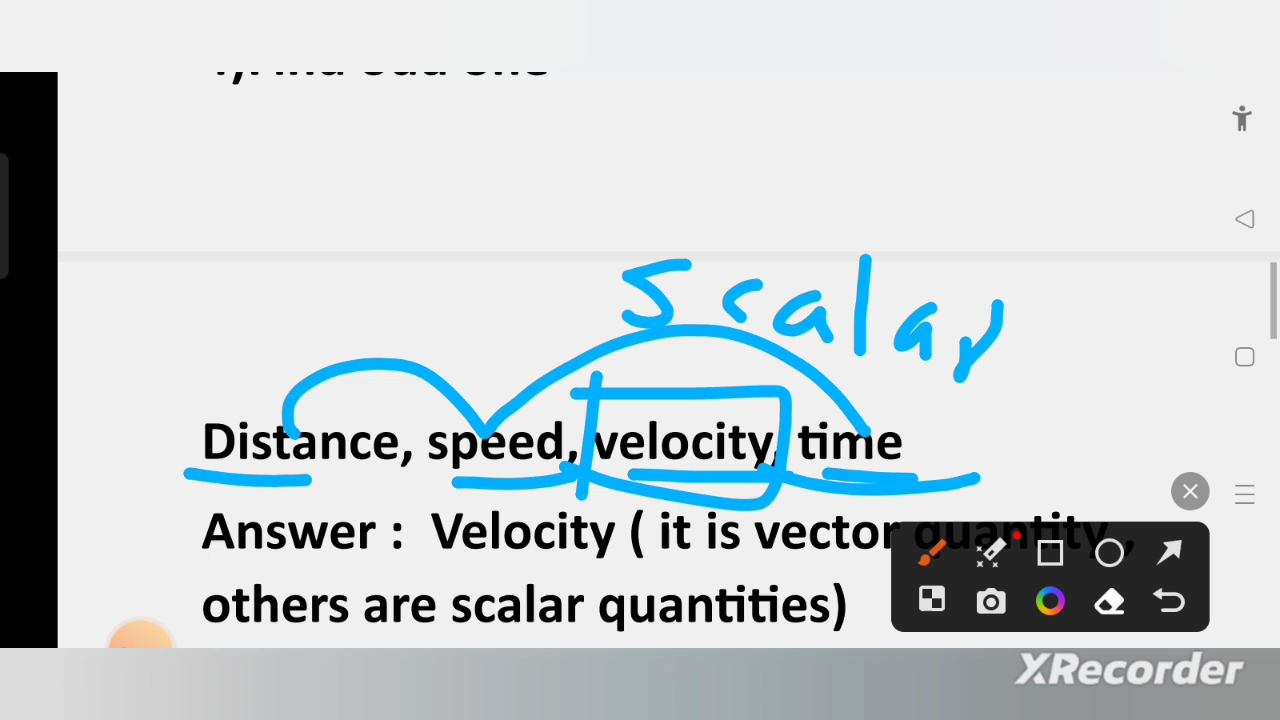 scalar
Distance, speed, velocity, time
Answer : Velocity ( it is vector quantity ,
others are scalar quantities)
XRecorder